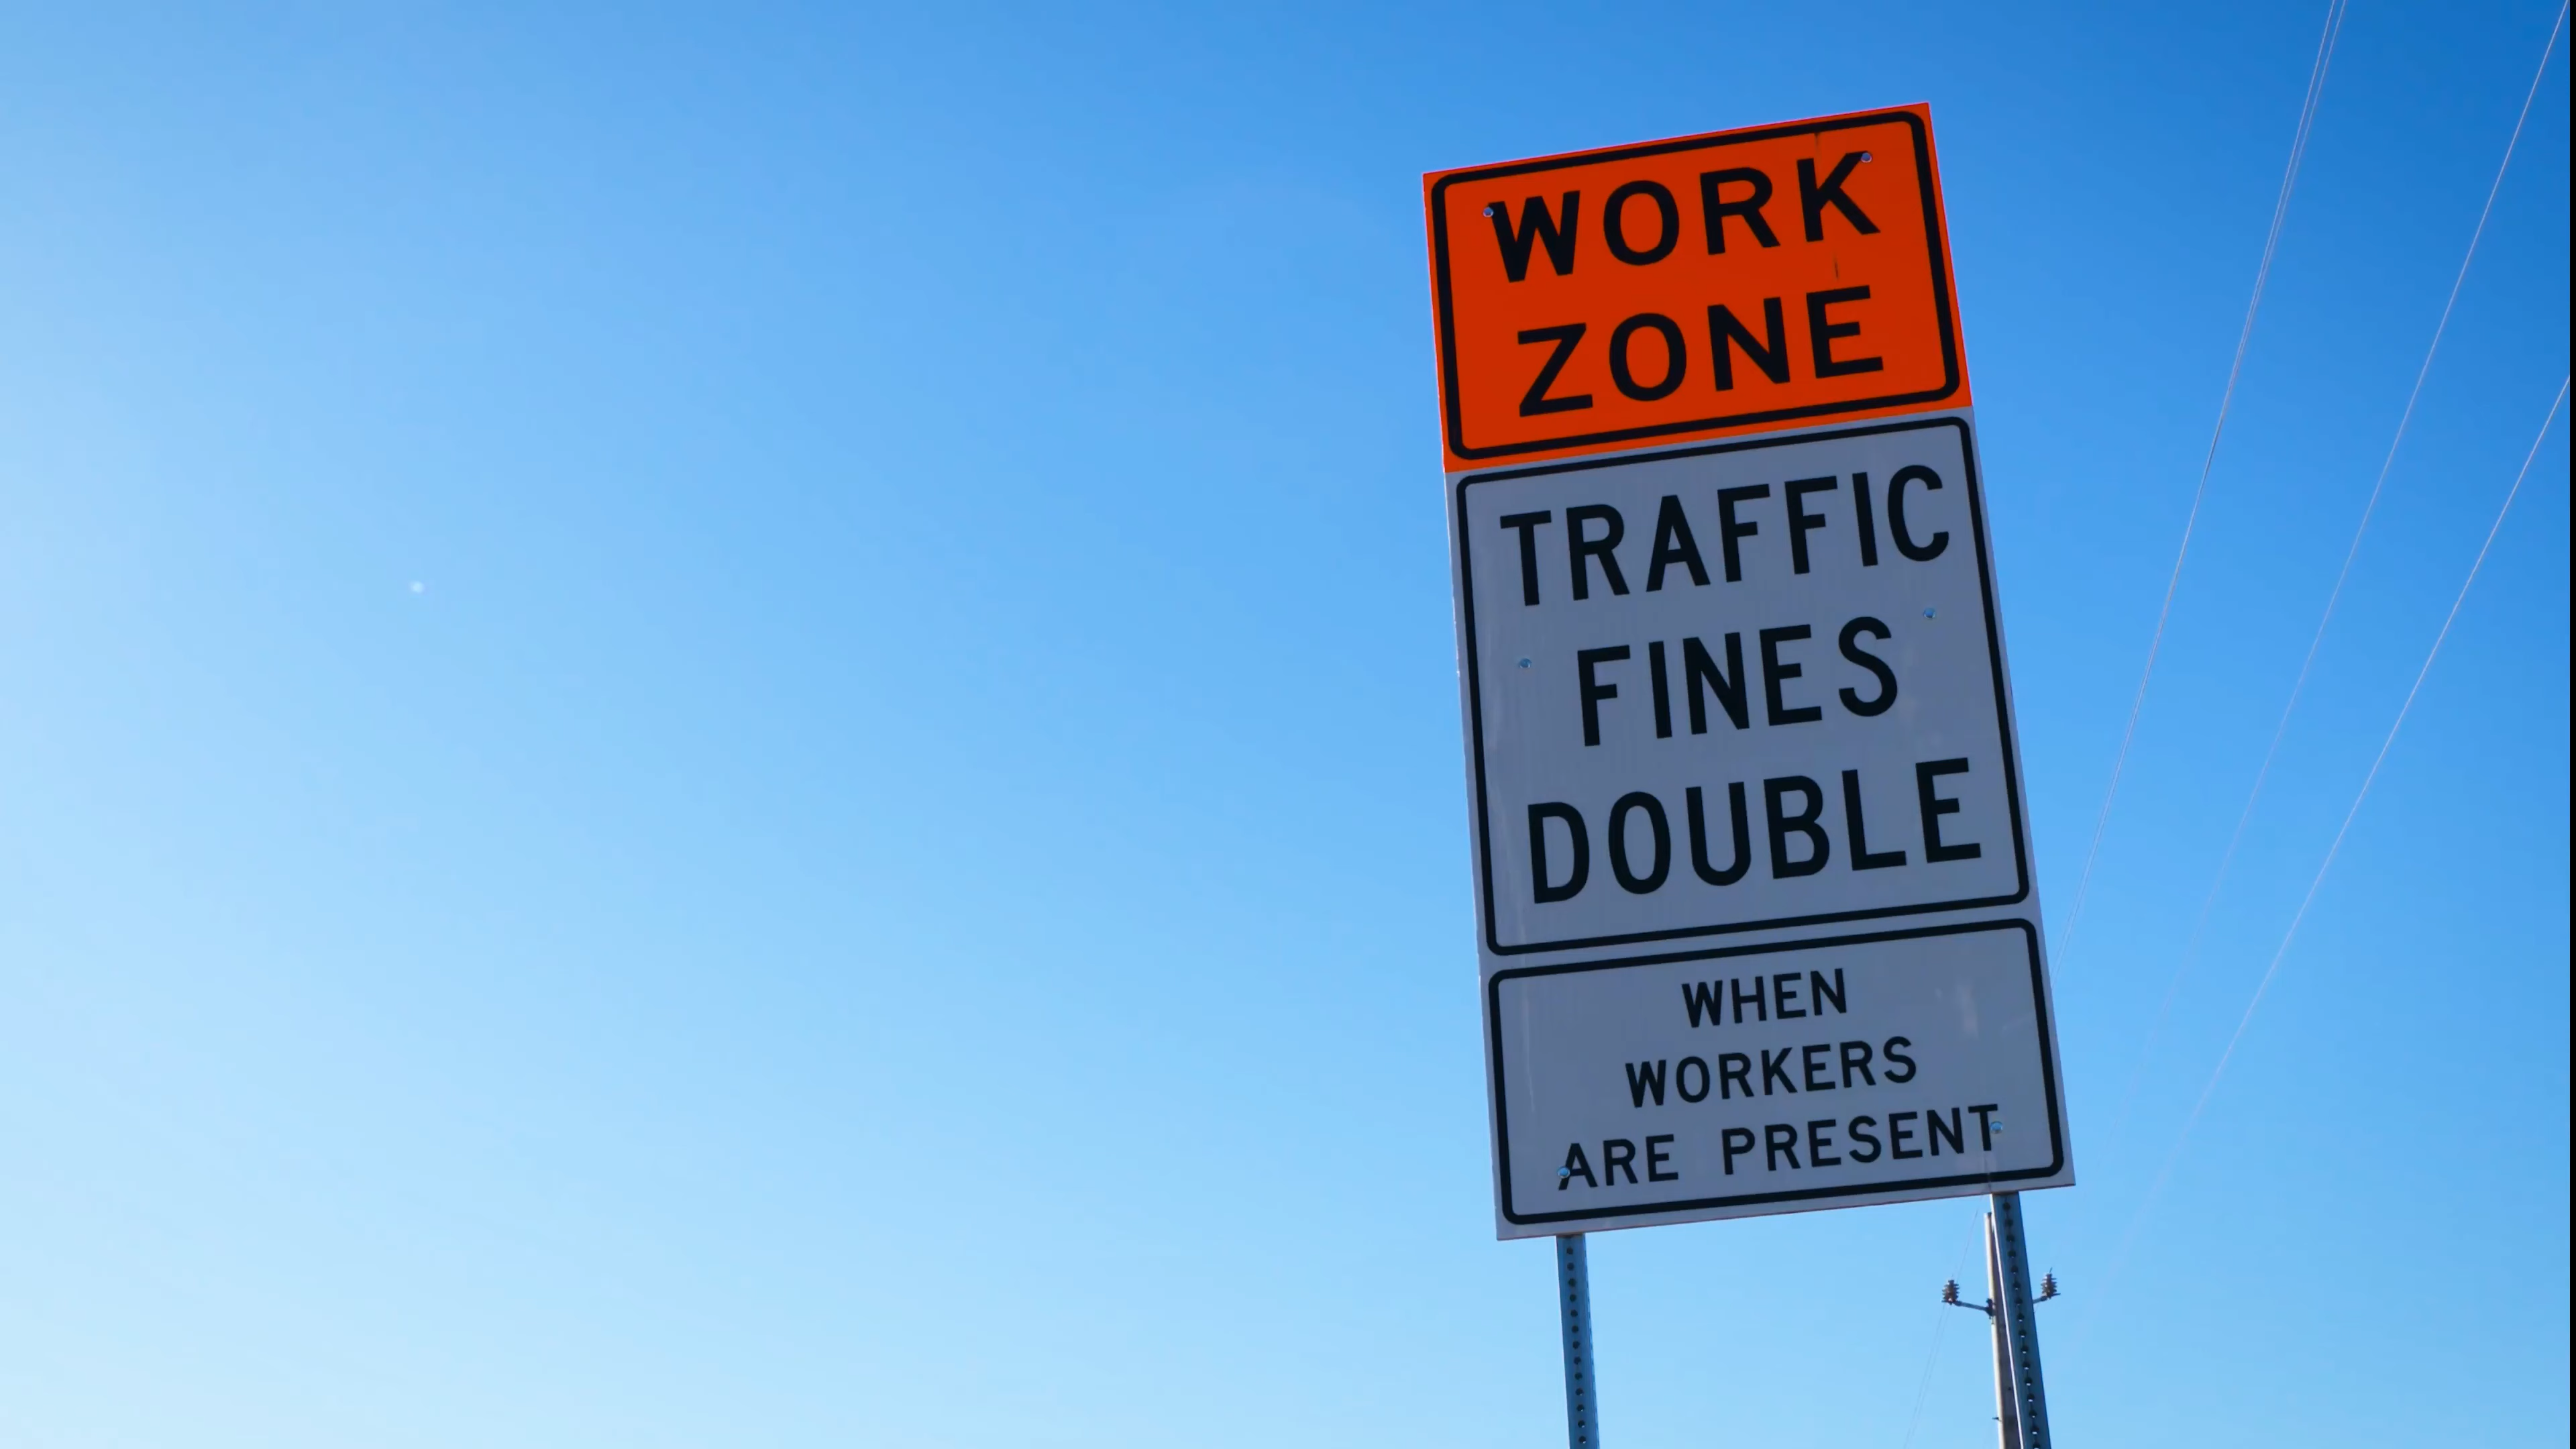 WORK
ZONE
TRAFFIC
FINES
DOUBLE
WHEN
WORKERS
ARE PRESENT